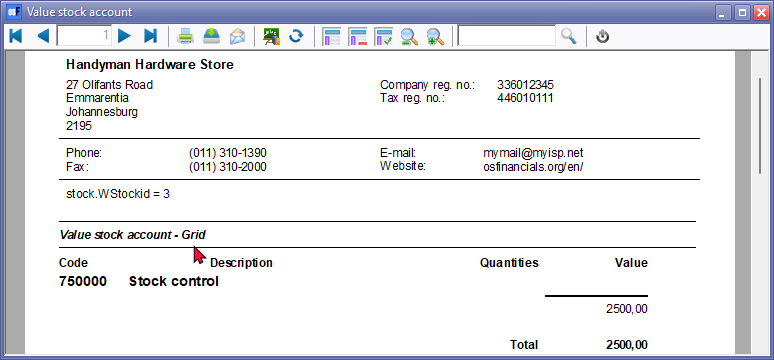 Value stock account
1
Handyman Hardware Store
27 Olifants Road Company reg. no.: 336012345
Emmarentia Tax reg. no.: 446010111
Johannesburg
2195
Phone: (011) 310-1390 E-mail: mymail@myisp.net
Fax: (011) 310-2000 Website: osfinancials.org/en/
stock.WStockid = 3
Value stock account - Grid
Code Description Quantities Value
750000 Stock control
2500,00
Total 2500,00